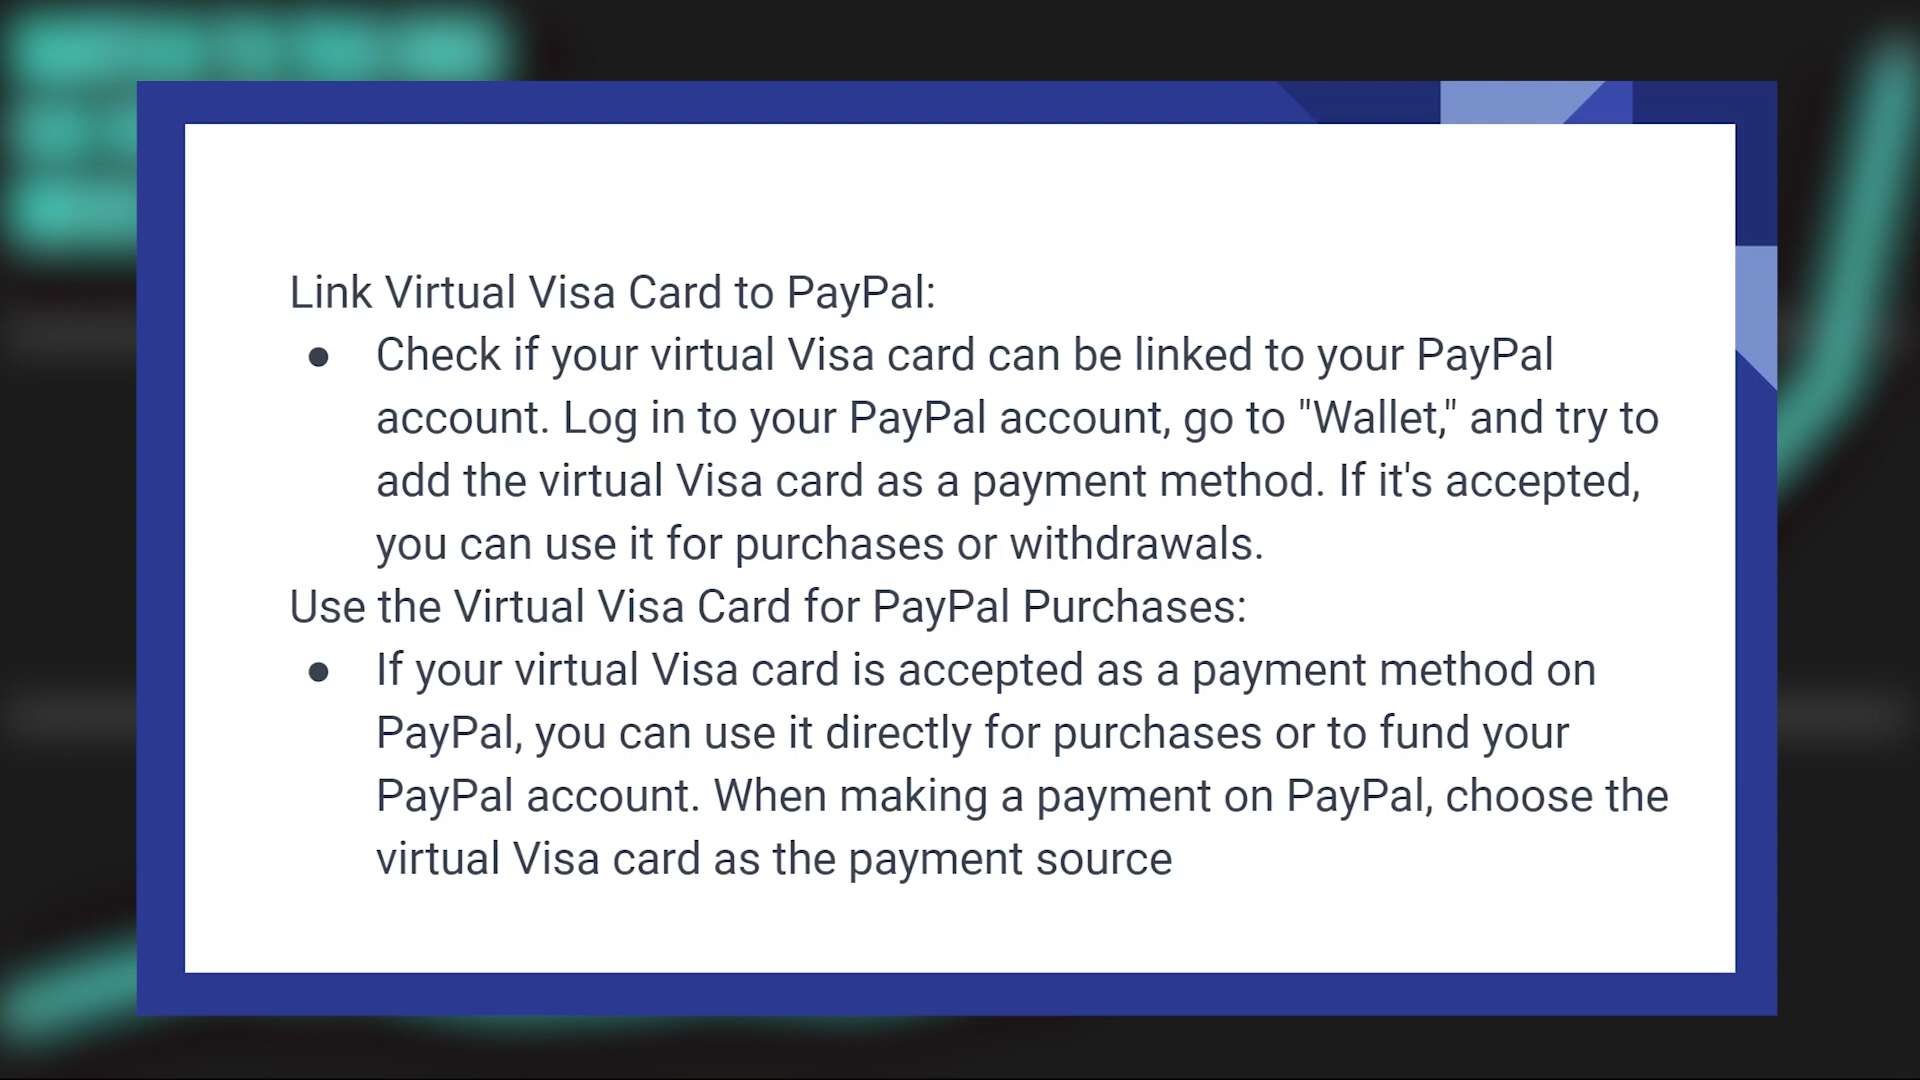 Link Virtual Visa Card to PayPal:
● Check if your virtual Visa card can be linked to your PayPal
account. Log in to your PayPal account, go to "Wallet," and try to
add the virtual Visa card as a payment method. If it's accepted,
you can use it for purchases or withdrawals.
Use the Virtual Visa Card for PayPal Purchases:
● If your virtual Visa card is accepted as a payment method on
PayPal, you can use it directly for purchases or to fund your
PayPal account. When making a payment on PayPal, choose the
virtual Visa card as the payment source